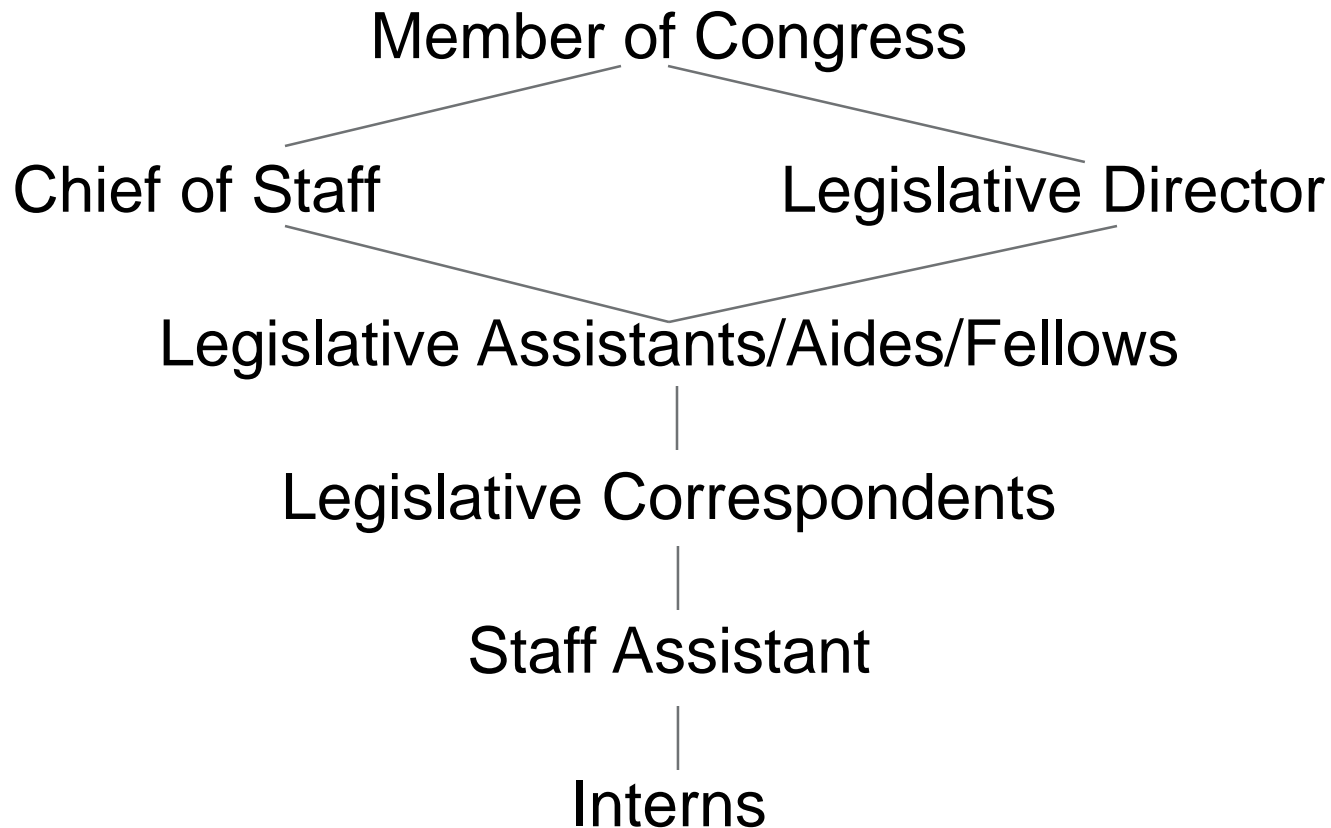 Member of Congress
Chief of Staff
Legislative Director
Legislative Assistants/Aides/Fellows
Legislative Correspondents
Staff Assistant
Interns